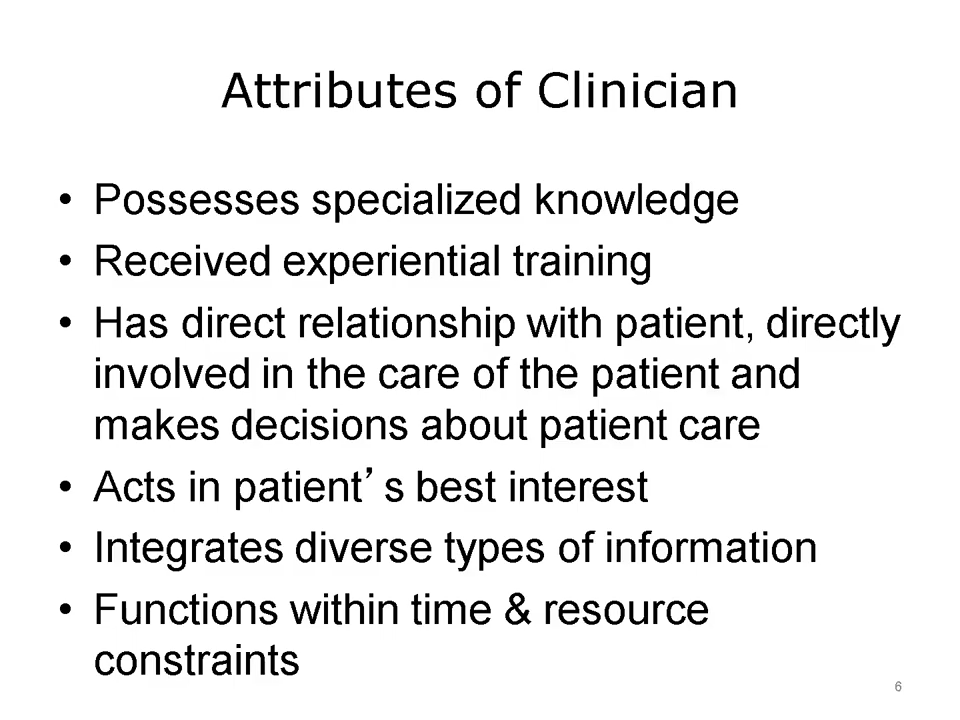 Attributes of Clinician
• Possesses specialized knowledge
• Received experiential training
• Has direct relationship with patient, directly
involved in the care of the patient and
makes decisions about patient care
• Acts in patient’s best interest
• Integrates diverse types of information
• Functions within time & resource
constraints
6